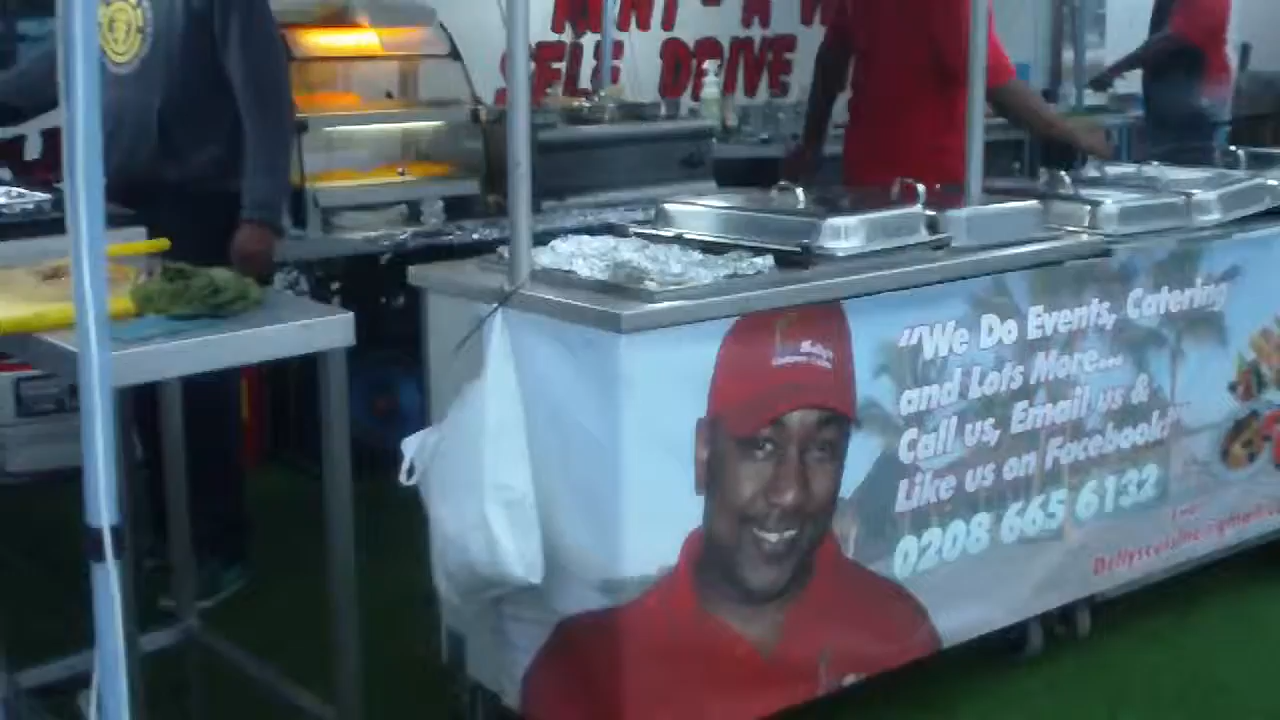 RENT - A
SELF DRIVE
"We Do Events, Catering
and Lots More...
Call us, Email us &
Like us on Facebook!"
0208 665 6132